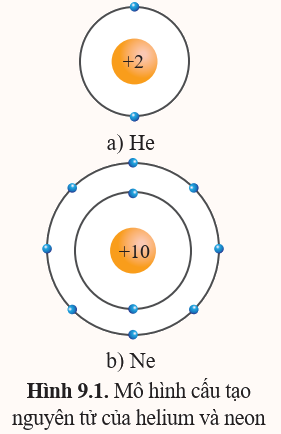 +2
a) He
+10
b) Ne
Hình 9.1. Mô hình cấu tạo
nguyên tử của helium và neon